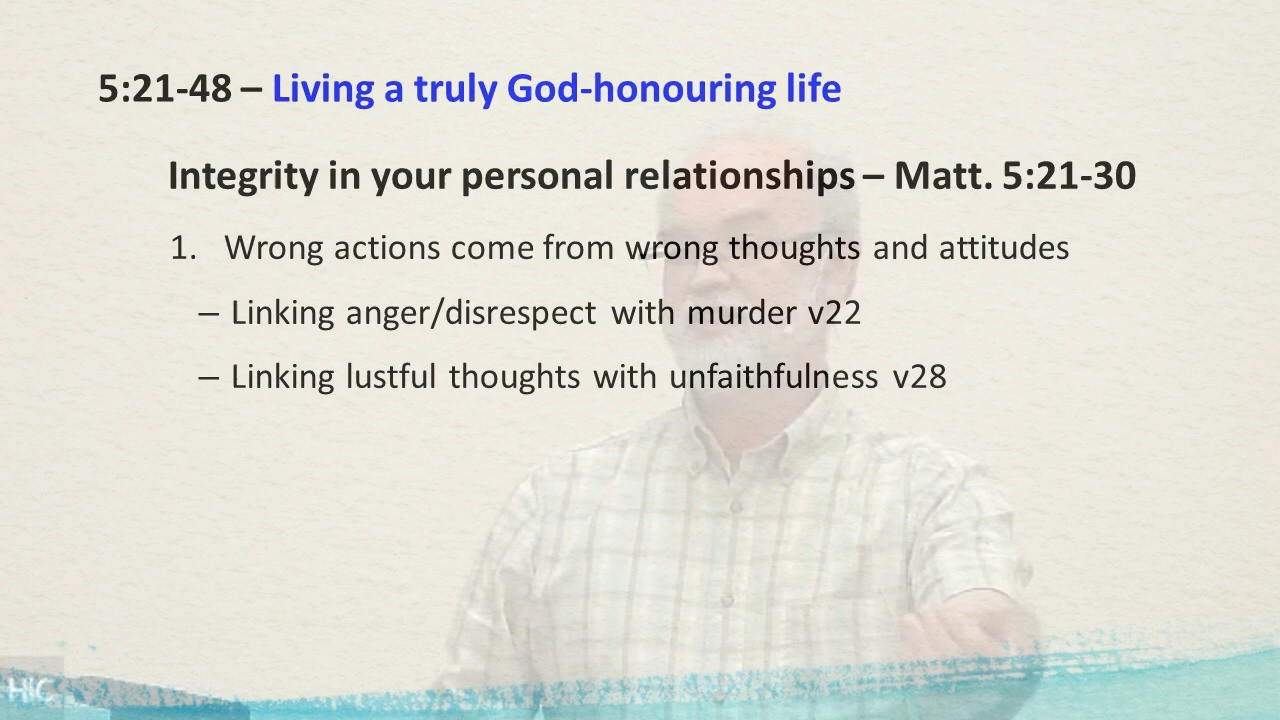 5:21-48 – Living a truly God-honouring life
Integrity in your personal relationships – Matt. 5:21-30
1. Wrong actions come from wrong thoughts and attitudes
– Linking anger/disrespect with murder v22
– Linking lustful thoughts with unfaithfulness v28
HIC